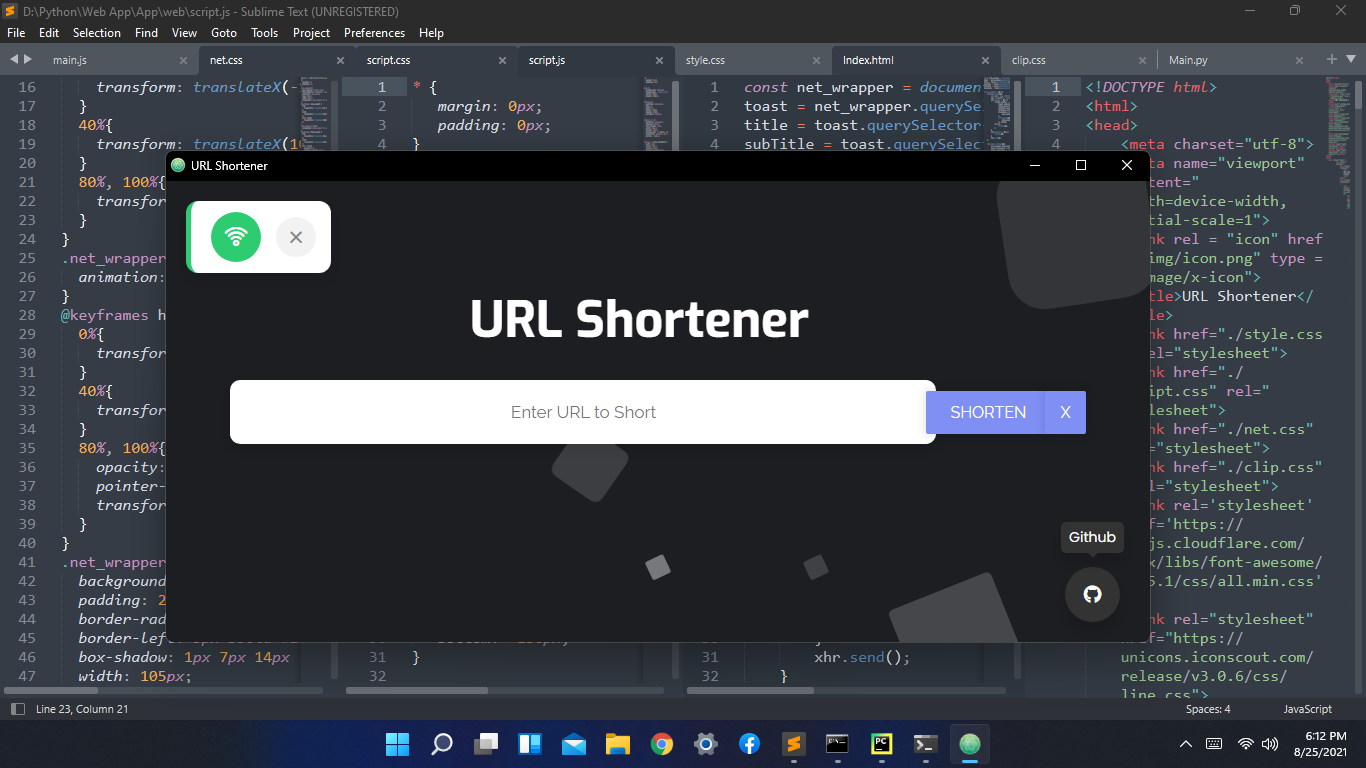 D:\Python\Web App\App\web\script.js - Sublime Text (UNREGISTERED)
File Edit Selection Find View Goto Tools Project Preferences Help
main.js × net.css × script.css × script.js × style.css × Index.html × clip.css × Main.py ×
16 transform: translateX(-
17 }
18 40%{
19 transform: translateX(10
20 }
21 80%, 100%{
22 transfor
23 }
24 }
25 .net_wrapper
26 animation:
27 }
28 @keyframes h
29 0%{
30 transfor
31 }
32 40%{
33 transfor
34 }
35 80%, 100%{
36 opacity:
37 pointer-
38 transfor
39 }
40 }
41 .net_wrapper
42 background
43 padding: 2
44 border-rad
45 border-left:
46 box-shadow: 1px 7px 14px
47 width: 105px;
1 * {
2 margin: 0px;
3 padding: 0px;
4 }
31 }
32
1 const net_wrapper = documen
2 toast = net_wrapper.querySe
3 title = toast.querySelector
4 subTitle = toast.querySelec
31 xhr.send();
32 }
1 <!DOCTYPE html>
2 <html>
3 <head>
4 <meta charset="utf-8">
ta name="viewport"
tent="
th=device-width,
tial-scale=1">
nk rel = "icon" href
img/icon.png" type =
mage/x-icon">
tle>URL Shortener</
le>
nk href="./style.css
el="stylesheet">
nk href="./
ipt.css" rel="
lesheet">
nk href="./net.css"
="stylesheet">
nk href="./clip.css"
l="stylesheet">
nk rel='stylesheet'
f='https://
js.cloudflare.com/
x/libs/font-awesome/
5.1/css/all.min.css'
nk rel="stylesheet"
ef="https://
unicons.iconscout.com/
release/v3.0.6/css/
line.css">
URL Shortener
URL Shortener
Enter URL to Short
SHORTEN X
Github
Line 23, Column 21 Spaces: 4 JavaScript
PC
6:12 PM
8/25/2021